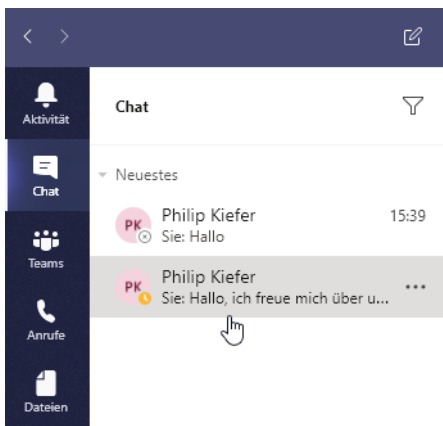 Aktivität
Chat
Teams
Anrufe
Dateien
Chat
Neuestes
PK
Philip Kiefer
15:39
Sie: Hallo
PK
Philip Kiefer
Sie: Hallo, ich freue mich über u...